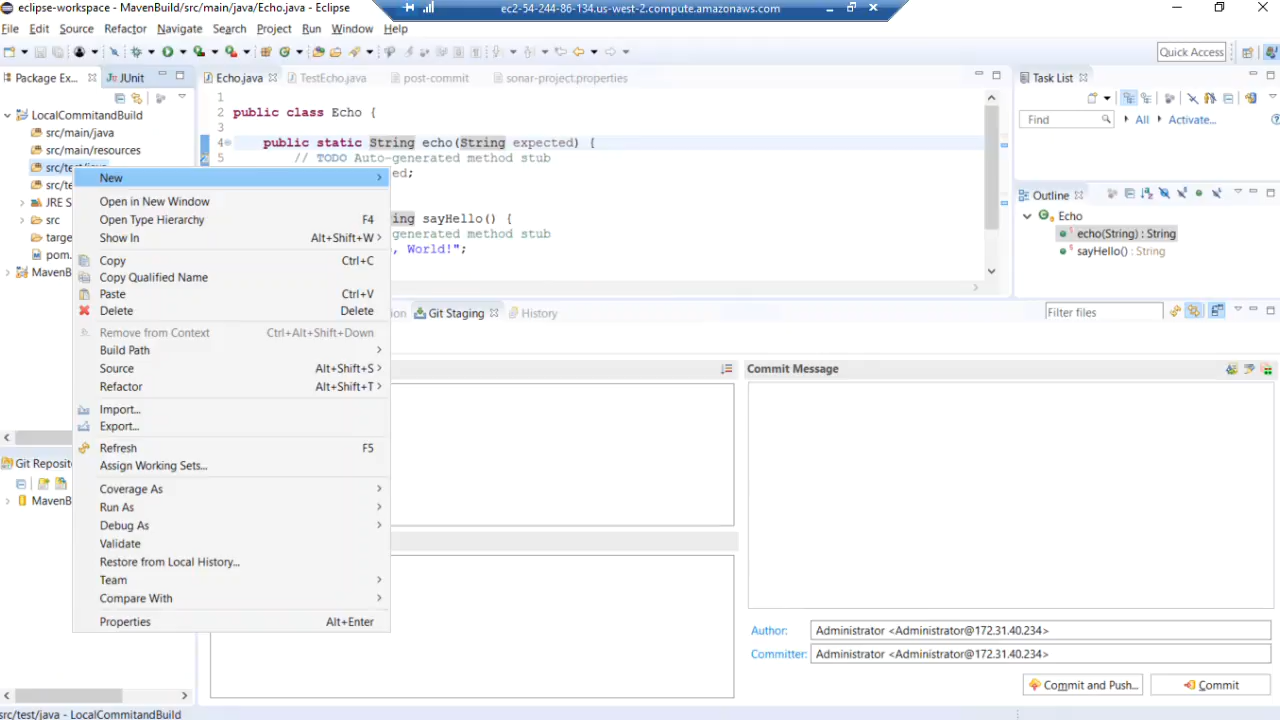 eclipse-workspace - MavenBuild/src/main/java/Echo.java - Eclipse
ec2-54-244-86-134.us-west-2.compute.amazonaws.com
File Edit Source Refactor Navigate Search Project Run Window Help
Quick Access
Package Ex...
JUnit
LocalCommitandBuild
src/main/java
src/main/resources
src/test/java
src/te
JRE S
src
targe
pom.
MavenB
Git Reposito
MavenB
Echo.java
TestEcho.java
post-commit
sonar-project.properties
1
2 public class Echo {
3
4 public static String echo(String expected) {
5 // TODO Auto-generated method stub
ed;
ing sayHello() {
generated method stub
, World!";
New
Open in New Window
Open Type Hierarchy F4
Show In Alt+Shift+W
Copy Ctrl+C
Copy Qualified Name
Paste Ctrl+V
Delete Delete
Remove from Context Ctrl+Alt+Shift+Down
Build Path
Source Alt+Shift+S
Refactor Alt+Shift+T
Import...
Export...
Refresh F5
Assign Working Sets...
Coverage As
Run As
Debug As
Validate
Restore from Local History...
Team
Compare With
Properties Alt+Enter
Task List
Find
All
Activate...
Outline
Echo
echo(String) : String
sayHello() : String
ion
Git Staging
History
Filter files
Commit Message
Author: Administrator <Administrator@172.31.40.234>
Committer: Administrator <Administrator@172.31.40.234>
Commit and Push...
Commit
src/test/java - LocalCommitandBuild